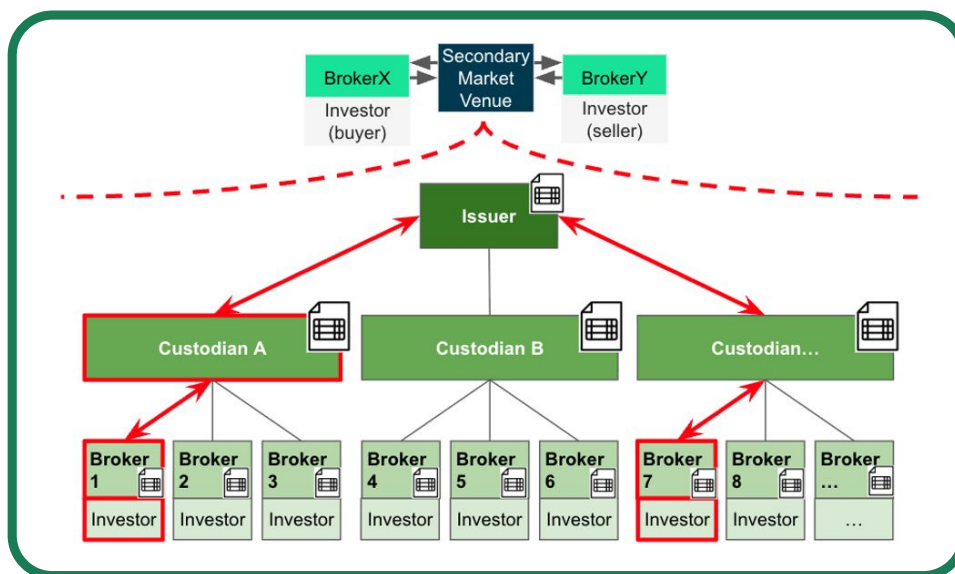 BrokerX
Secondary
Market
Venue
BrokerY
Investor
(buyer)
Investor
(seller)
Issuer
Custodian A
Custodian B
Custodian...
Broker
1
Broker
2
Broker
3
Broker
4
Broker
5
Broker
6
Broker
7
Broker
8
Broker
...
Investor
Investor
Investor
Investor
Investor
Investor
Investor
Investor
...